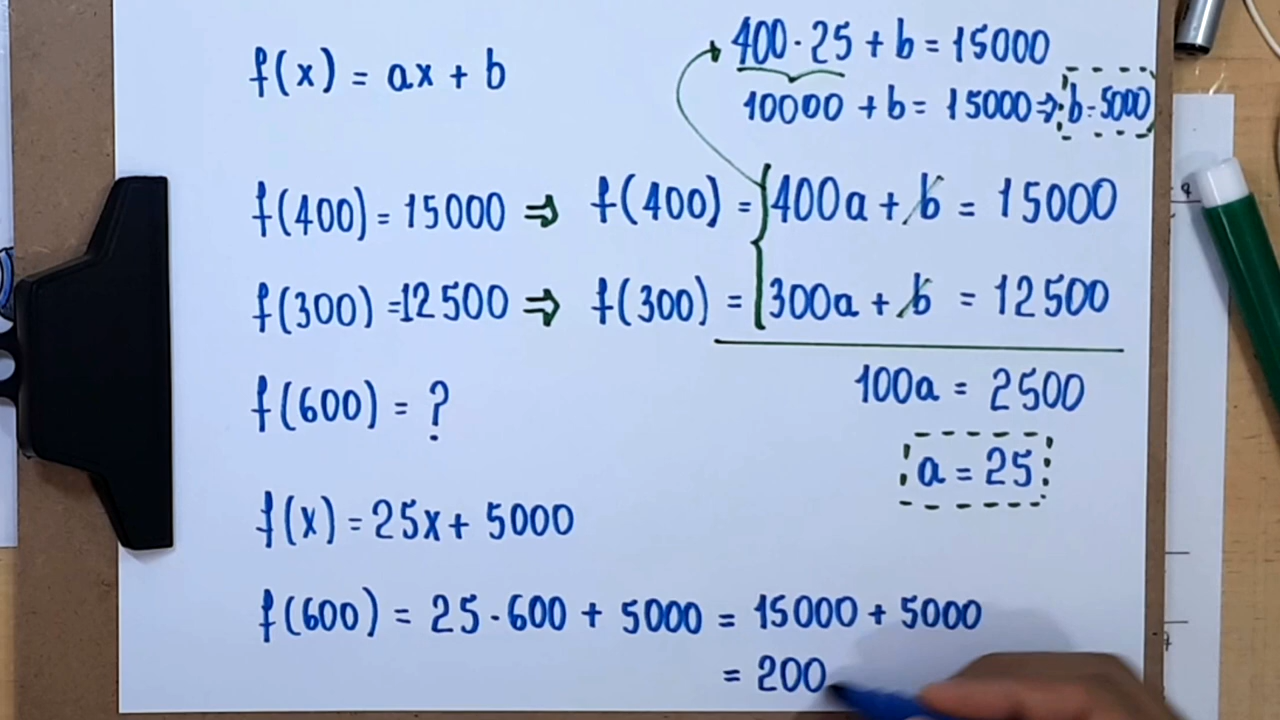 f(x) = ax + b
400·25 + b = 15000
10000 + b = 15000 ⇒ b = 5000
f(400) = 15000 ⇒ f(400) = 400a + b = 15000
f(300) = 12500 ⇒ f(300) = 300a + b = 12500
100a = 2500
f(600) = ?
a = 25
f(x) = 25x + 5000
f(600) = 25·600 + 5000 = 15000 + 5000
= 200